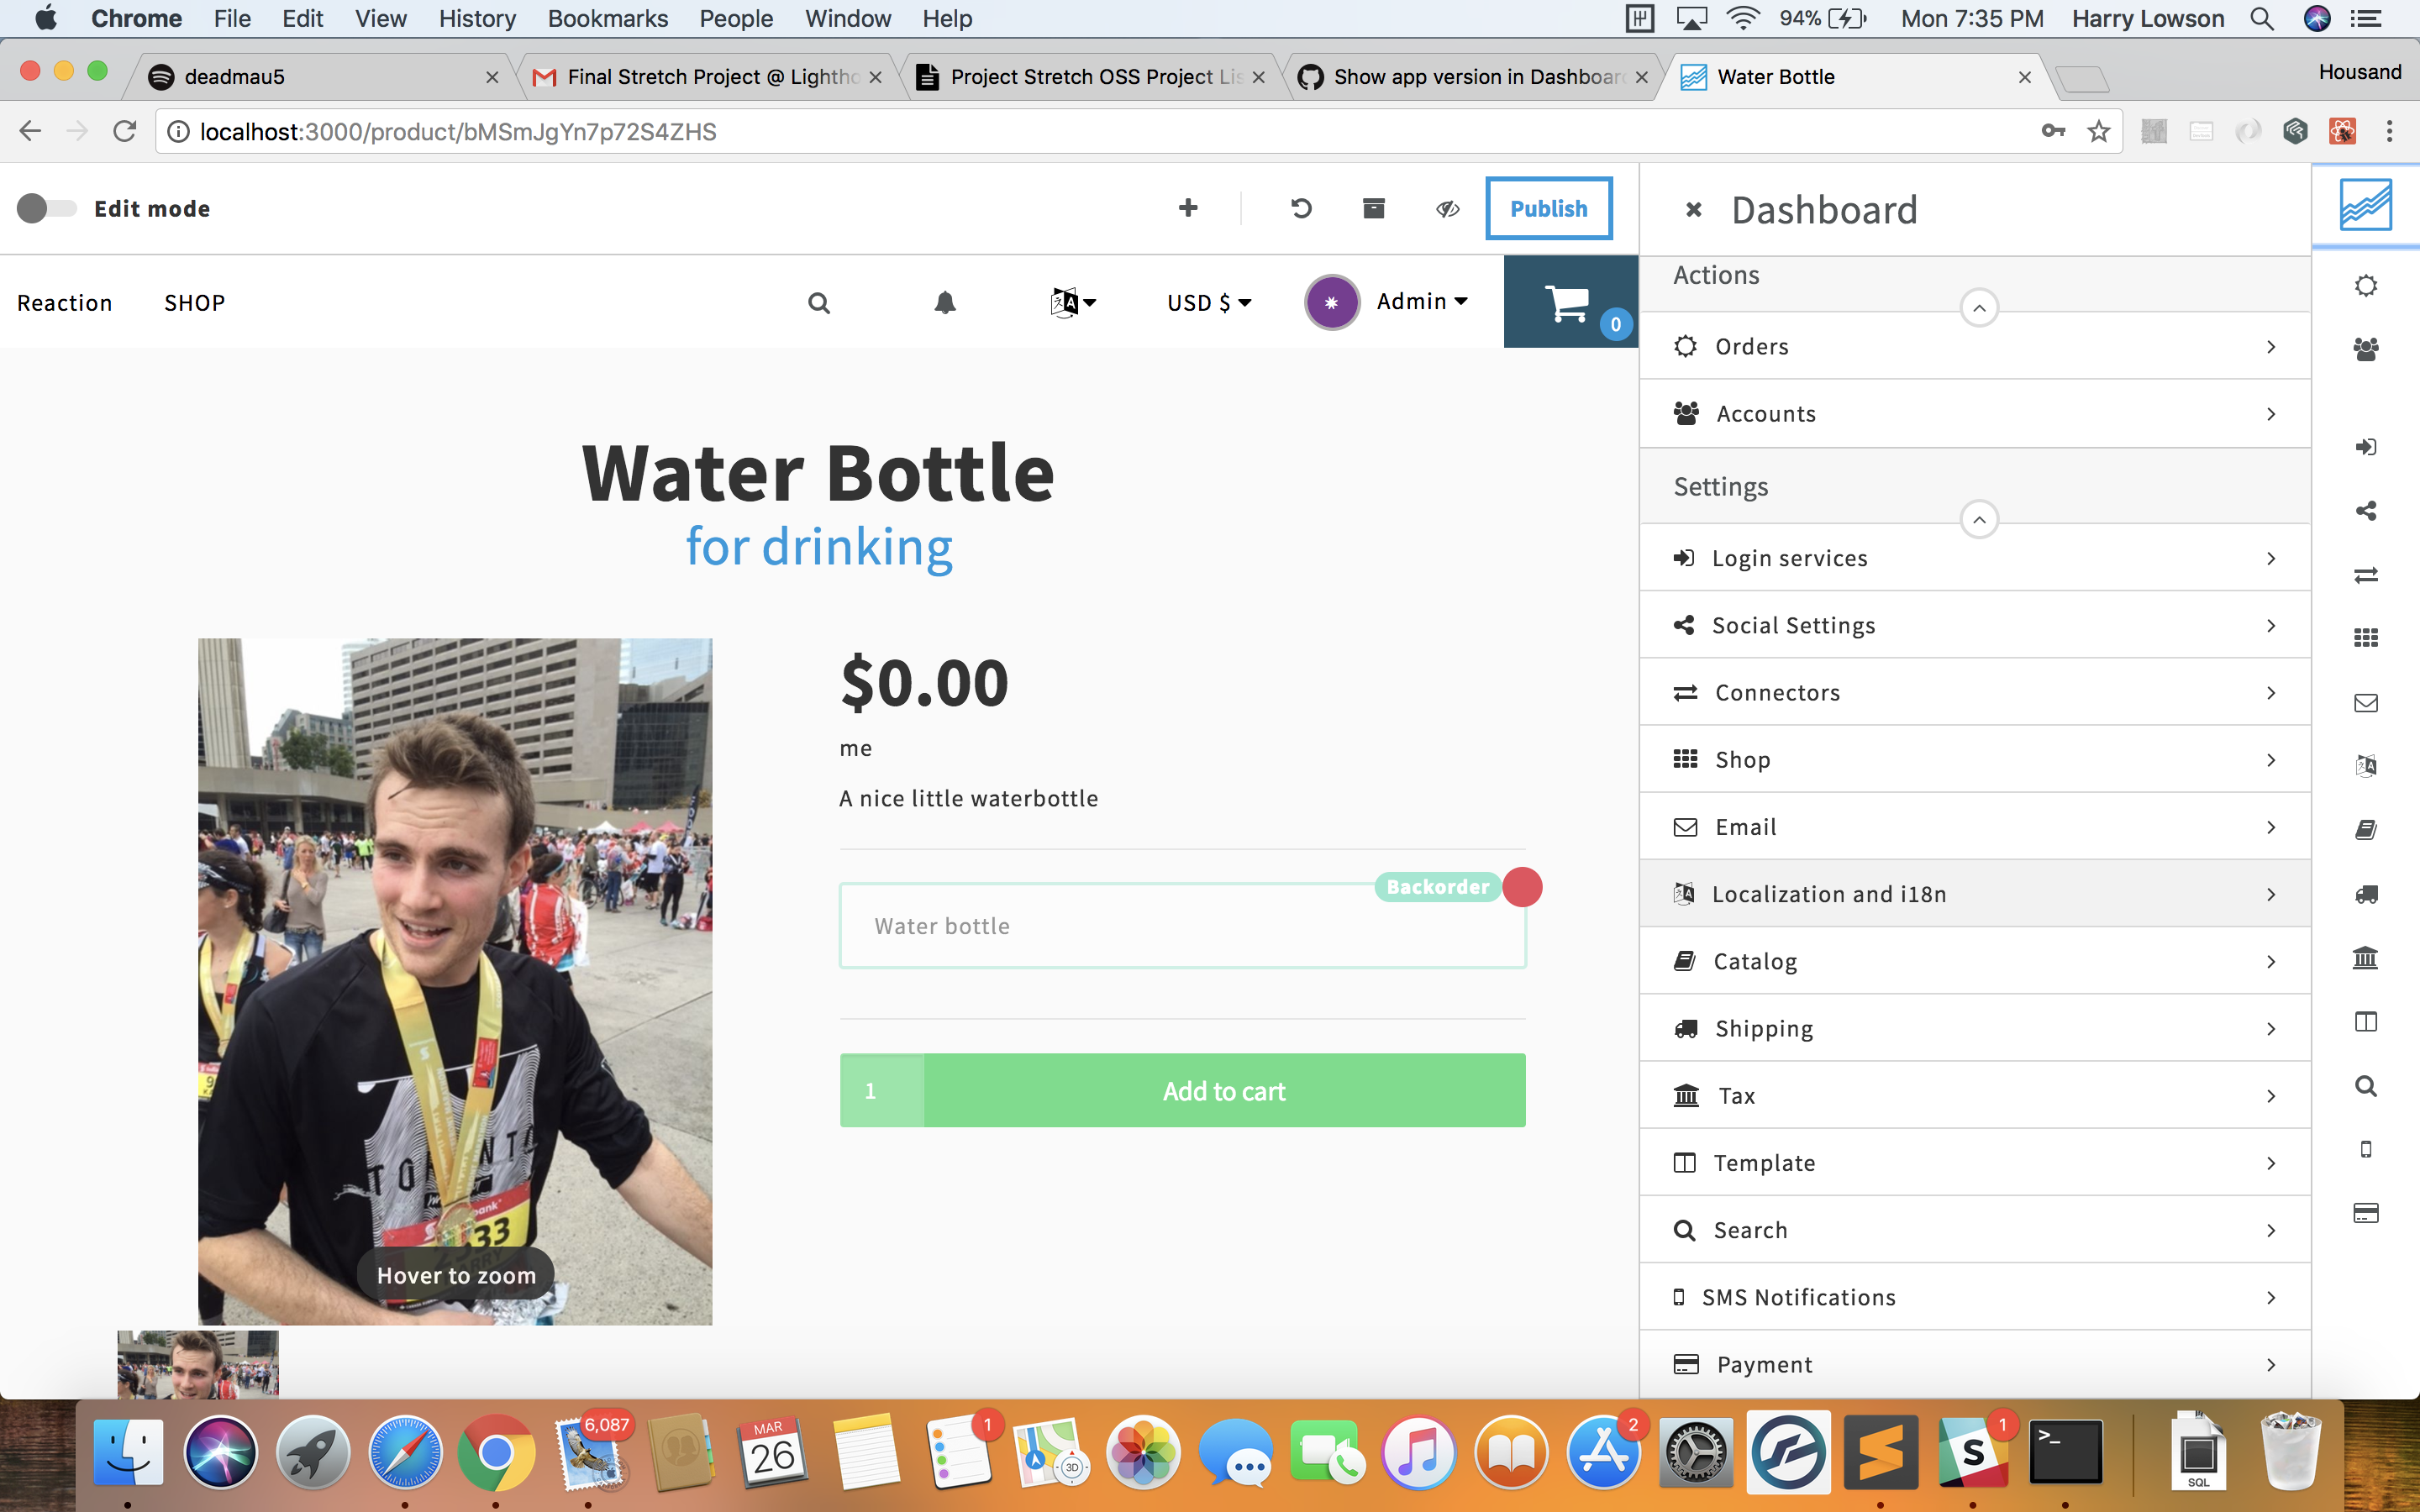 Chrome File Edit View History Bookmarks People Window Help
94% Mon 7:35 PM Harry Lowson
deadmau5
Final Stretch Project @ Lightho
Project Stretch OSS Project Lis
Show app version in Dashboar
Water Bottle
Housand
localhost:3000/product/bMSmJgYn7p72S4ZHS
Edit mode
Publish
Reaction SHOP
USD $
Admin
0
Water Bottle
for drinking
$0.00
me
A nice little waterbottle
Backorder
Water bottle
1 Add to cart
TORONTO
33
Hover to zoom
Dashboard
Actions
Orders
Accounts
Settings
Login services
Social Settings
Connectors
Shop
Email
Localization and i18n
Catalog
Shipping
Tax
Template
Search
SMS Notifications
Payment
6,087
MAR
26
1
3D
2
S
1
>_
SQL